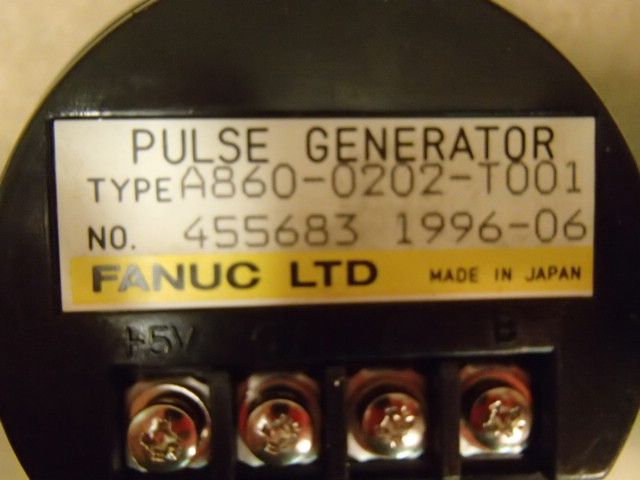 PULSE GENERATOR
TYPE A860-0202-T001
NO. 455683 1996-06
FANUC LTD MADE IN JAPAN
+5V B